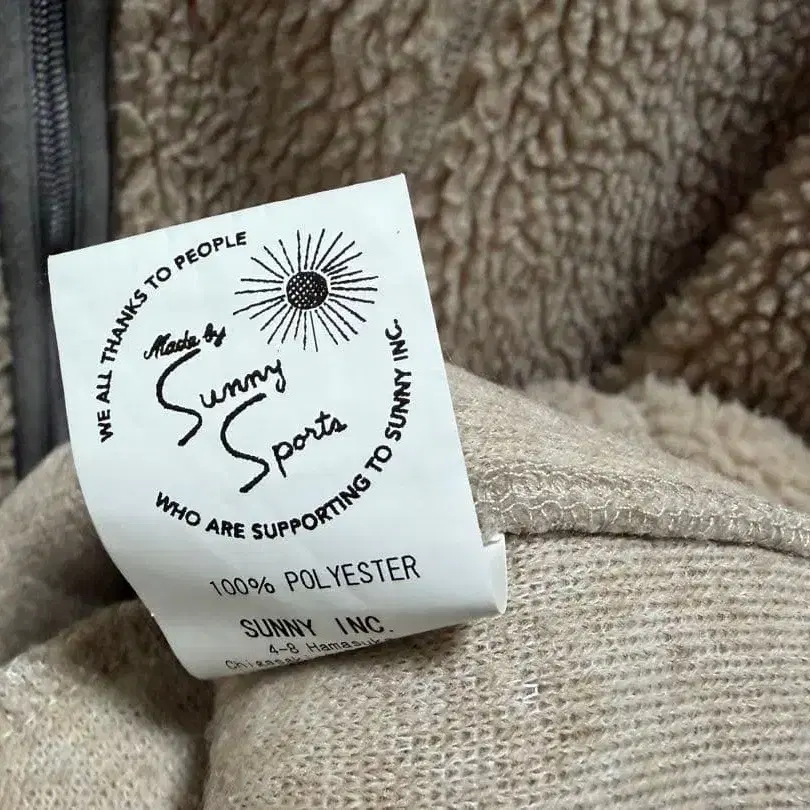 WE ALL THANKS TO PEOPLE
Made by
Sunny
Sports
WHO ARE SUPPORTING TO SUNNY INC.
100% POLYESTER
SUNNY INC.
4-8